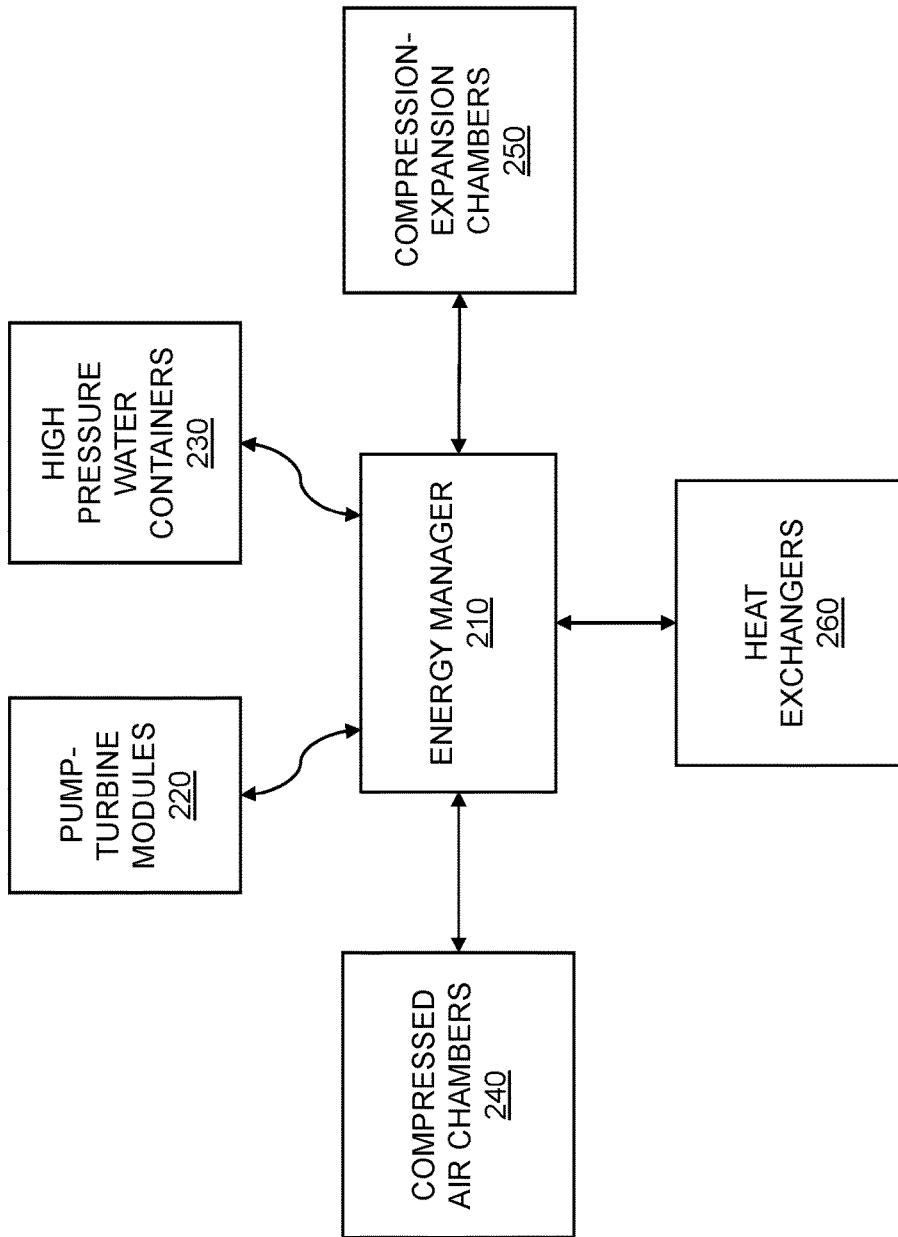 PUMP-
TURBINE
MODULES
220
HIGH
PRESSURE
WATER
CONTAINERS
230
COMPRESSED
AIR CHAMBERS
240
ENERGY MANAGER
210
COMPRESSION-
EXPANSION
CHAMBERS
250
HEAT
EXCHANGERS
260